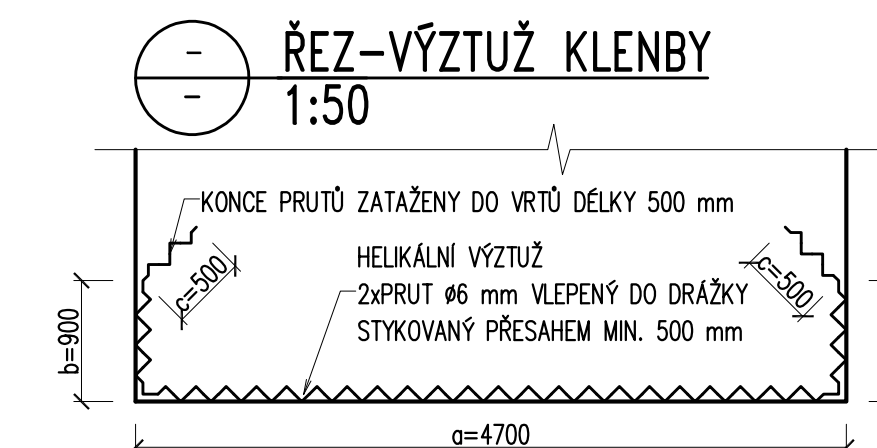 -
-
ŘEZ-VÝZTUŽ KLENBY
1:50
KONCE PRUTŮ ZATAŽENY DO VRTŮ DÉLKY 500 mm
HELIKÁLNÍ VÝZTUŽ
2xPRUT ø6 mm VLEPENÝ DO DRÁŽKY
STYKOVANÝ PŘESAHEM MIN. 500 mm
c=500
c=500
b=900
a=4700